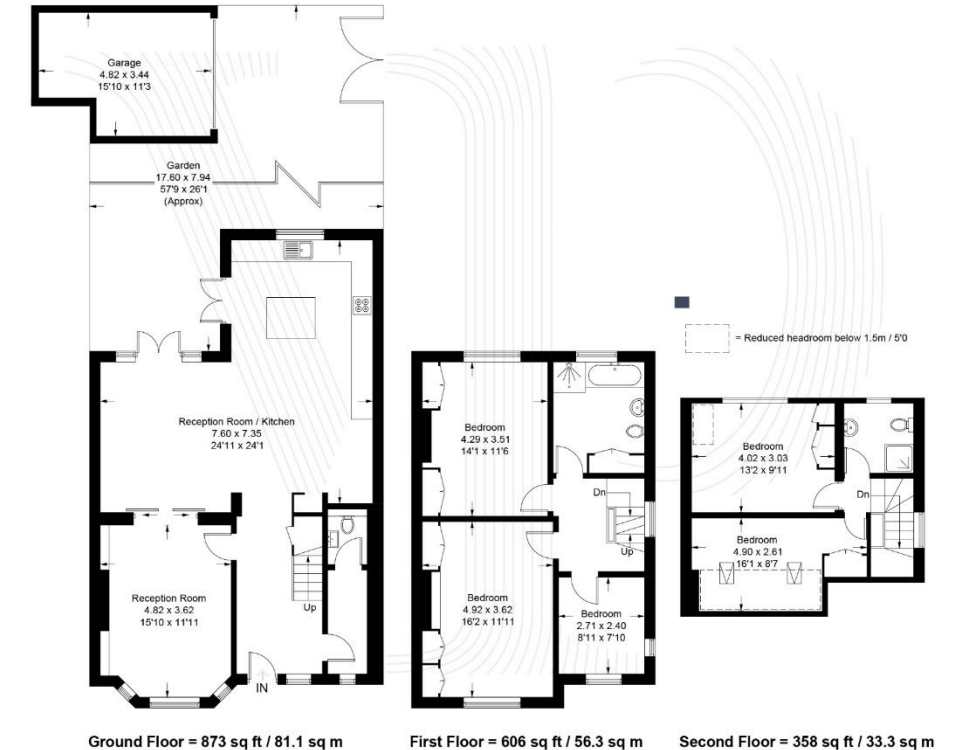 Garage
4.82 x 3.44
15'10 x 11'3
Garden
17.60 x 7.94
57'9 x 26'1
(Approx)
Reception Room / Kitchen
7.60 x 7.35
24'11 x 24'1
Reception Room
4.82 x 3.62
15'10 x 11'11
Up
IN
Bedroom
4.29 x 3.51
14'1 x 11'6
Dn
Up
Bedroom
4.92 x 3.62
16'2 x 11'11
Bedroom
2.71 x 2.40
8'11 x 7'10
= Reduced headroom below 1.5m / 5'0
Bedroom
4.02 x 3.03
13'2 x 9'11
Dn
Bedroom
4.90 x 2.61
16'1 x 8'7
Ground Floor = 873 sq ft / 81.1 sq m
First Floor = 606 sq ft / 56.3 sq m
Second Floor = 358 sq ft / 33.3 sq m